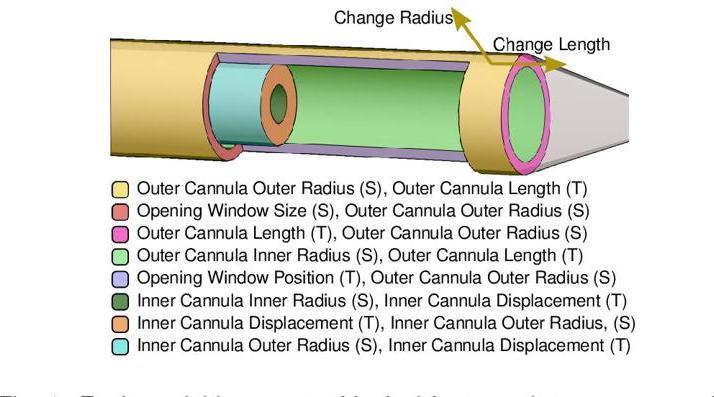 Change Radius
Change Length
Outer Cannula Outer Radius (S), Outer Cannula Length (T)
Opening Window Size (S), Outer Cannula Outer Radius (S)
Outer Cannula Length (T), Outer Cannula Outer Radius (S)
Outer Cannula Inner Radius (S), Outer Cannula Length (T)
Opening Window Position (T), Outer Cannula Outer Radius (S)
Inner Cannula Inner Radius (S), Inner Cannula Displacement (T)
Inner Cannula Displacement (T), Inner Cannula Outer Radius, (S)
Inner Cannula Outer Radius (S), Inner Cannula Displacement (T)